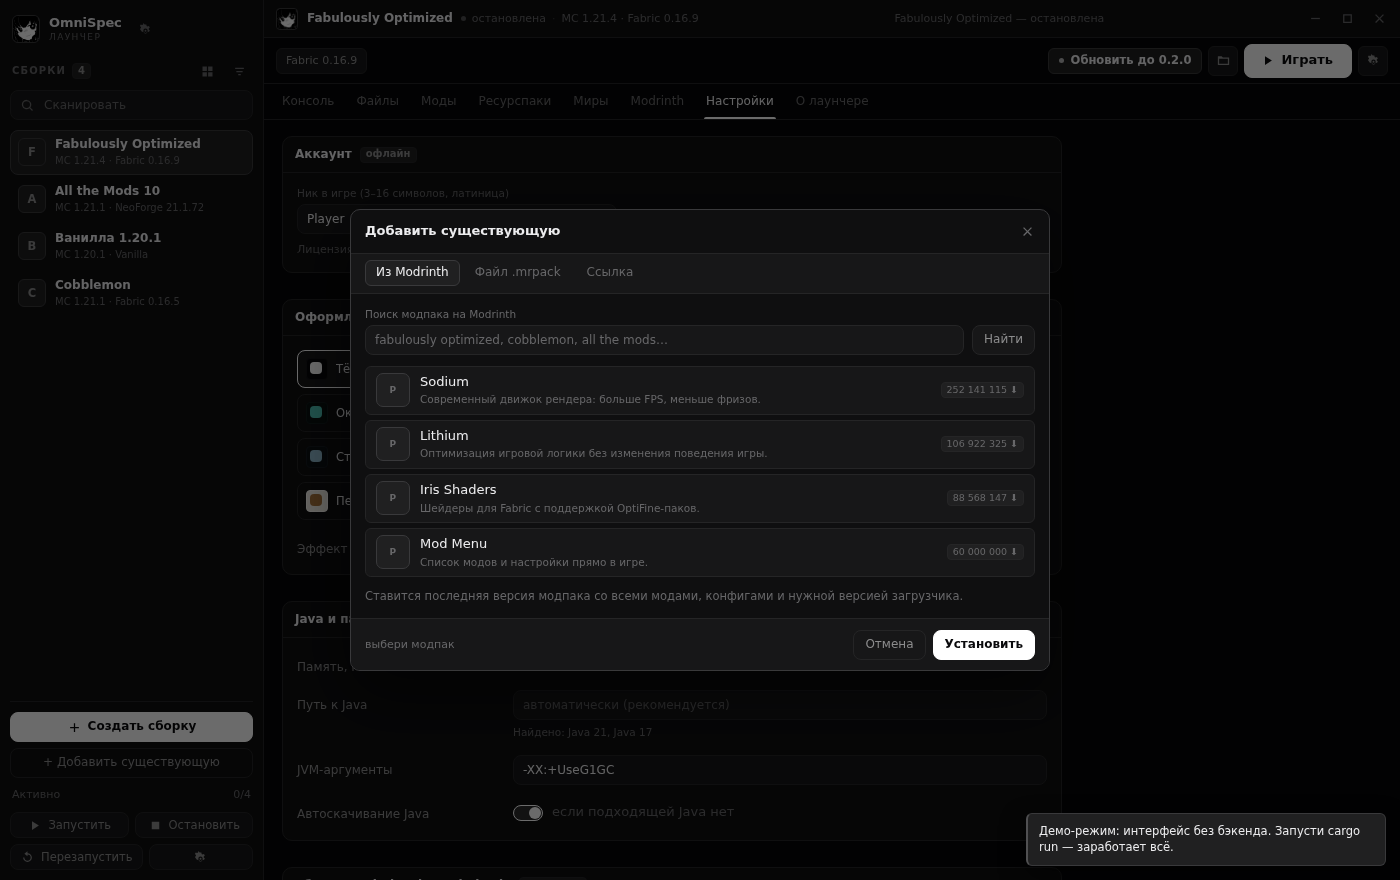 OmniSpec
ЛАУНЧЕР
Fabulously Optimized
остановлена · MC 1.21.4 · Fabric 0.16.9
Fabulously Optimized — остановлена
СБОРКИ 4
Сканировать
F
Fabulously Optimized
MC 1.21.4 · Fabric 0.16.9
A
All the Mods 10
MC 1.21.1 · NeoForge 21.1.72
B
Ванилла 1.20.1
MC 1.20.1 · Vanilla
C
Cobblemon
MC 1.21.1 · Fabric 0.16.5
+ Создать сборку
+ Добавить существующую
Активно 0/4
Запустить
Остановить
Перезапустить
Fabric 0.16.9
Обновить до 0.2.0
Играть
Консоль Файлы Моды Ресурспаки Миры Modrinth Настройки О лаунчере
Аккаунт офлайн
Ник в игре (3–16 символов, латиница)
Player
Добавить существующую
Из Modrinth Файл .mrpack Ссылка
Поиск модпака на Modrinth
fabulously optimized, cobblemon, all the mods...
Найти
P
Sodium
Современный движок рендера: больше FPS, меньше фризов.
252 141 115 ⬇
P
Lithium
Оптимизация игровой логики без изменения поведения игры.
106 922 325 ⬇
P
Iris Shaders
Шейдеры для Fabric с поддержкой OptiFine-паков.
88 568 147 ⬇
P
Mod Menu
Список модов и настройки прямо в игре.
60 000 000 ⬇
Ставится последняя версия модпака со всеми модами, конфигами и нужной версией загрузчика.
выбери модпак
Отмена
Установить
Эффект
Java и
Память,
Путь к Java
автоматически (рекомендуется)
Найдено: Java 21, Java 17
JVM-аргументы
-XX:+UseG1GC
Автоскачивание Java
если подходящей Java нет
Демо-режим: интерфейс без бэкенда. Запусти cargo
run — заработает всё.